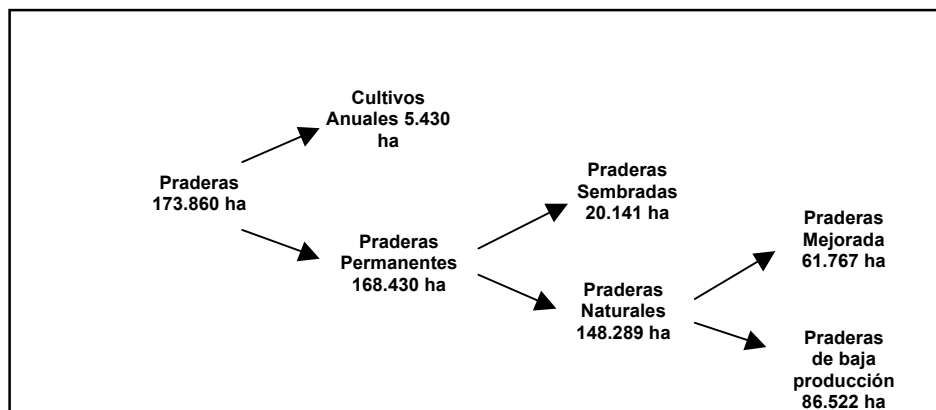 Cultivos
Anuales 5.430
ha
Praderas
173.860 ha
Praderas
Permanentes
168.430 ha
Praderas
Sembradas
20.141 ha
Praderas
Naturales
148.289 ha
Praderas
Mejorada
61.767 ha
Praderas
de baja
producción
86.522 ha